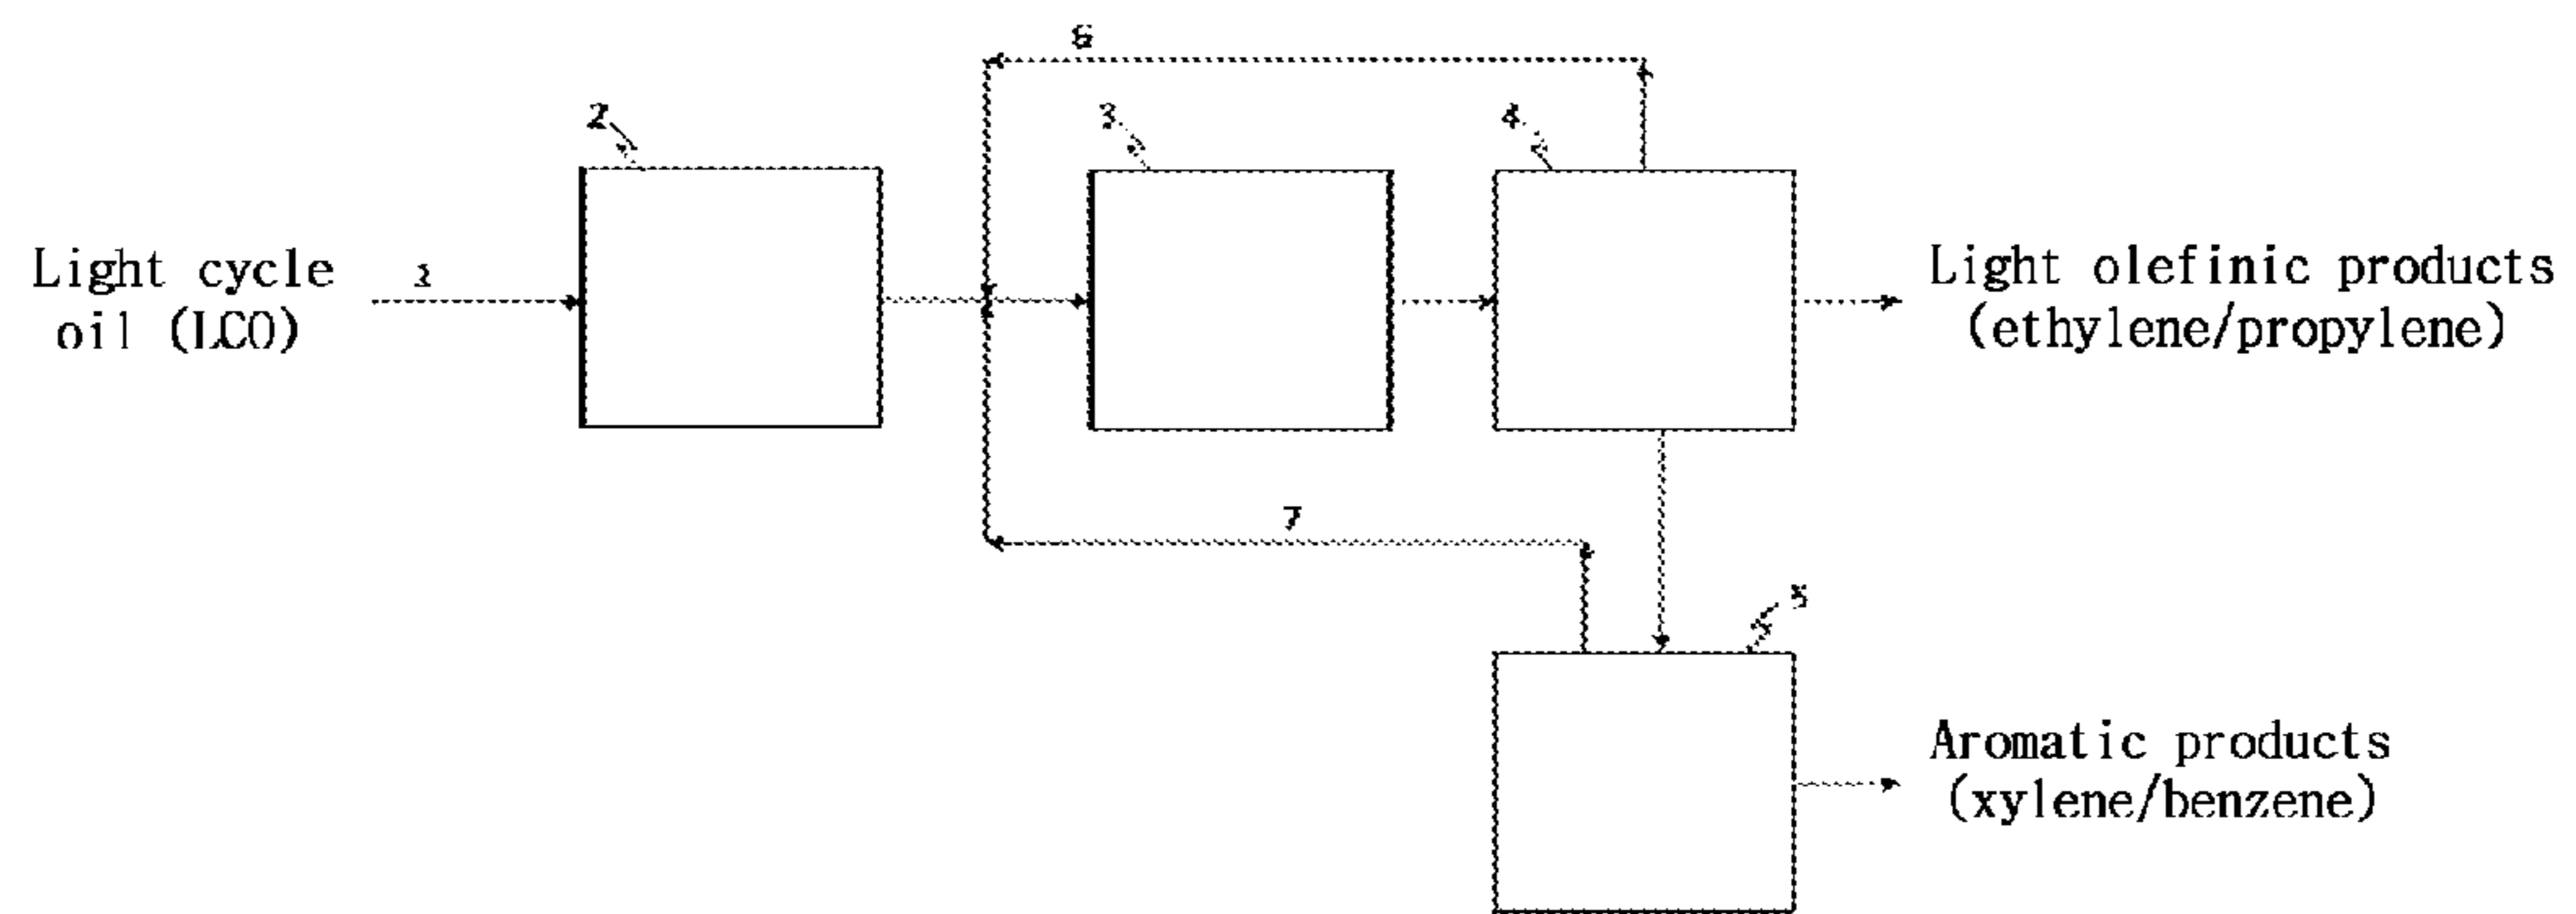 6
2
3
4
Light cycle
oil (LCO)
1
Light olefinic products
(ethylene/propylene)
7
5
Aromatic products
(xylene/benzene)